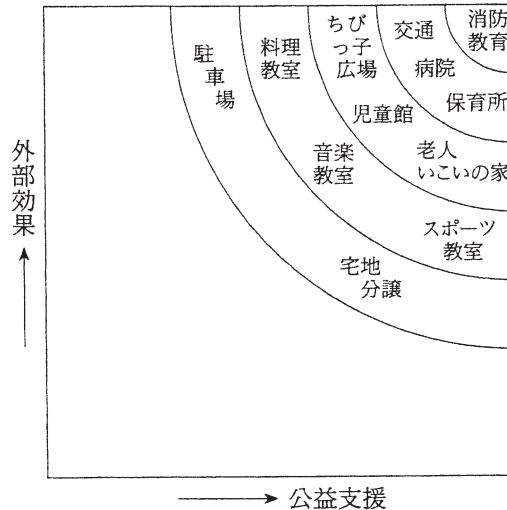 消防
教育
交通
病院
保育所
ちび
っ子
広場
児童館
老人
いこいの家
料理
教室
音楽
教室
スポーツ
教室
駐
車
場
宅地
分譲
外部効果
公益支援